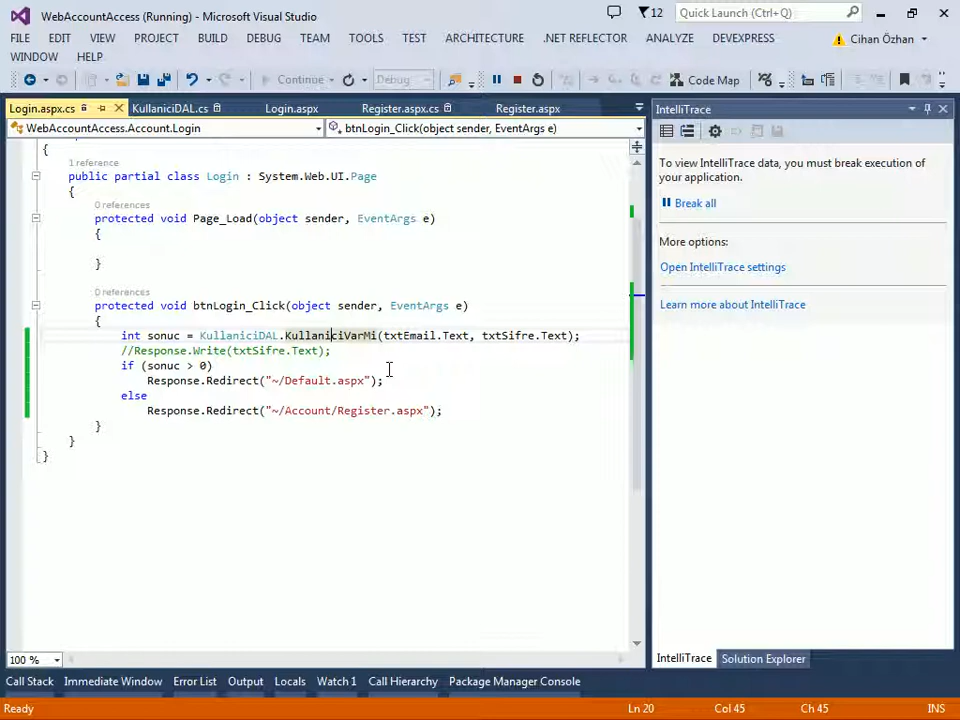 WebAccountAccess (Running) - Microsoft Visual Studio
12
Quick Launch (Ctrl+Q)
FILE EDIT VIEW PROJECT BUILD DEBUG TEAM TOOLS TEST ARCHITECTURE .NET REFLECTOR ANALYZE DEVEXPRESS
Cihan Özhan
WINDOW HELP
Continue Debug Code Map
Login.aspx.cs KullaniciDAL.cs Login.aspx Register.aspx.cs Register.aspx
IntelliTrace
WebAccountAccess.Account.Login
btnLogin_Click(object sender, EventArgs e)
{
1 reference
public partial class Login : System.Web.UI.Page
{
0 references
protected void Page_Load(object sender, EventArgs e)
{
}
0 references
protected void btnLogin_Click(object sender, EventArgs e)
{
int sonuc = KullaniciDAL.KullaniciVarMi(txtEmail.Text, txtSifre.Text);
//Response.Write(txtSifre.Text);
if (sonuc > 0)
Response.Redirect("~/Default.aspx");
else
Response.Redirect("~/Account/Register.aspx");
}
}
}
To view IntelliTrace data, you must break execution of
your application.
Break all
More options:
Open IntelliTrace settings
Learn more about IntelliTrace
100 %
IntelliTrace Solution Explorer
Call Stack Immediate Window Error List Output Locals Watch 1 Call Hierarchy Package Manager Console
Ready Ln 20 Col 45 Ch 45 INS